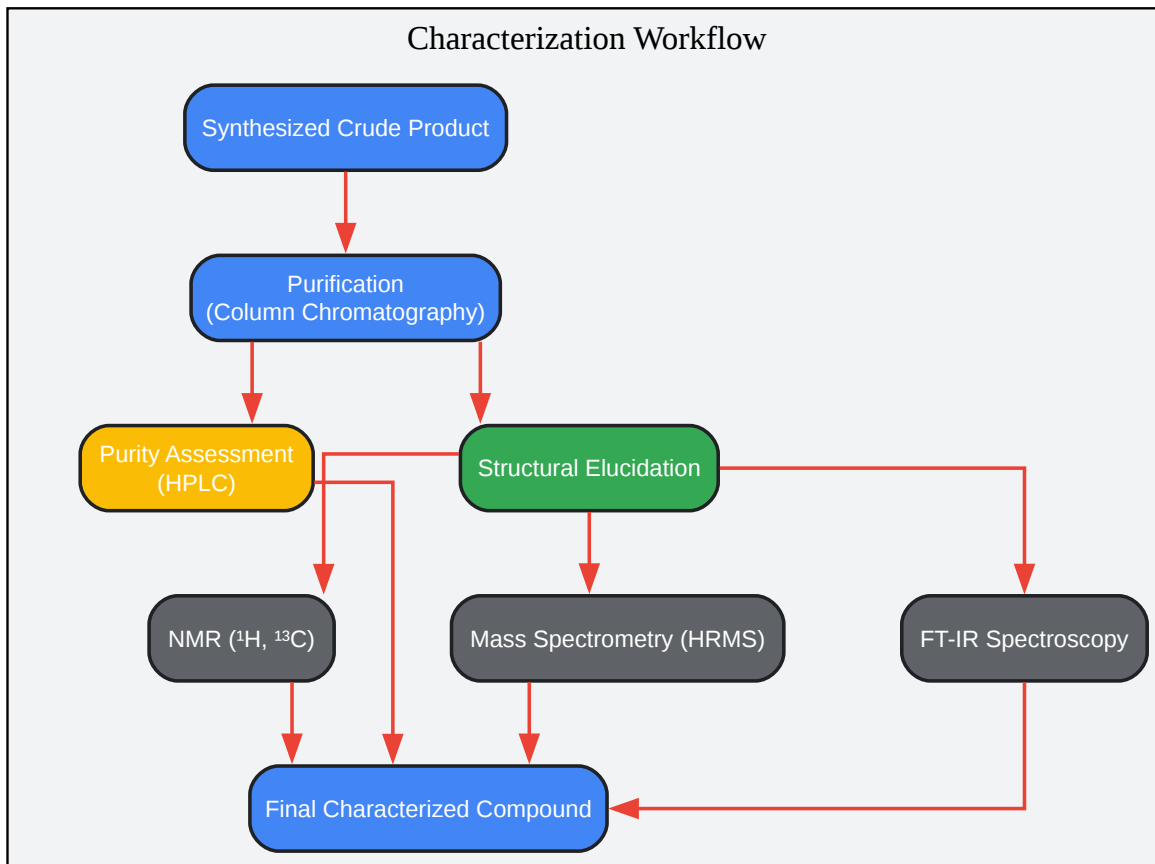 Characterization Workflow
Synthesized Crude Product
Purification
(Column Chromatography)
Purity Assessment
(HPLC)
Structural Elucidation
NMR (¹H, ¹³C)
Mass Spectrometry (HRMS)
FT-IR Spectroscopy
Final Characterized Compound